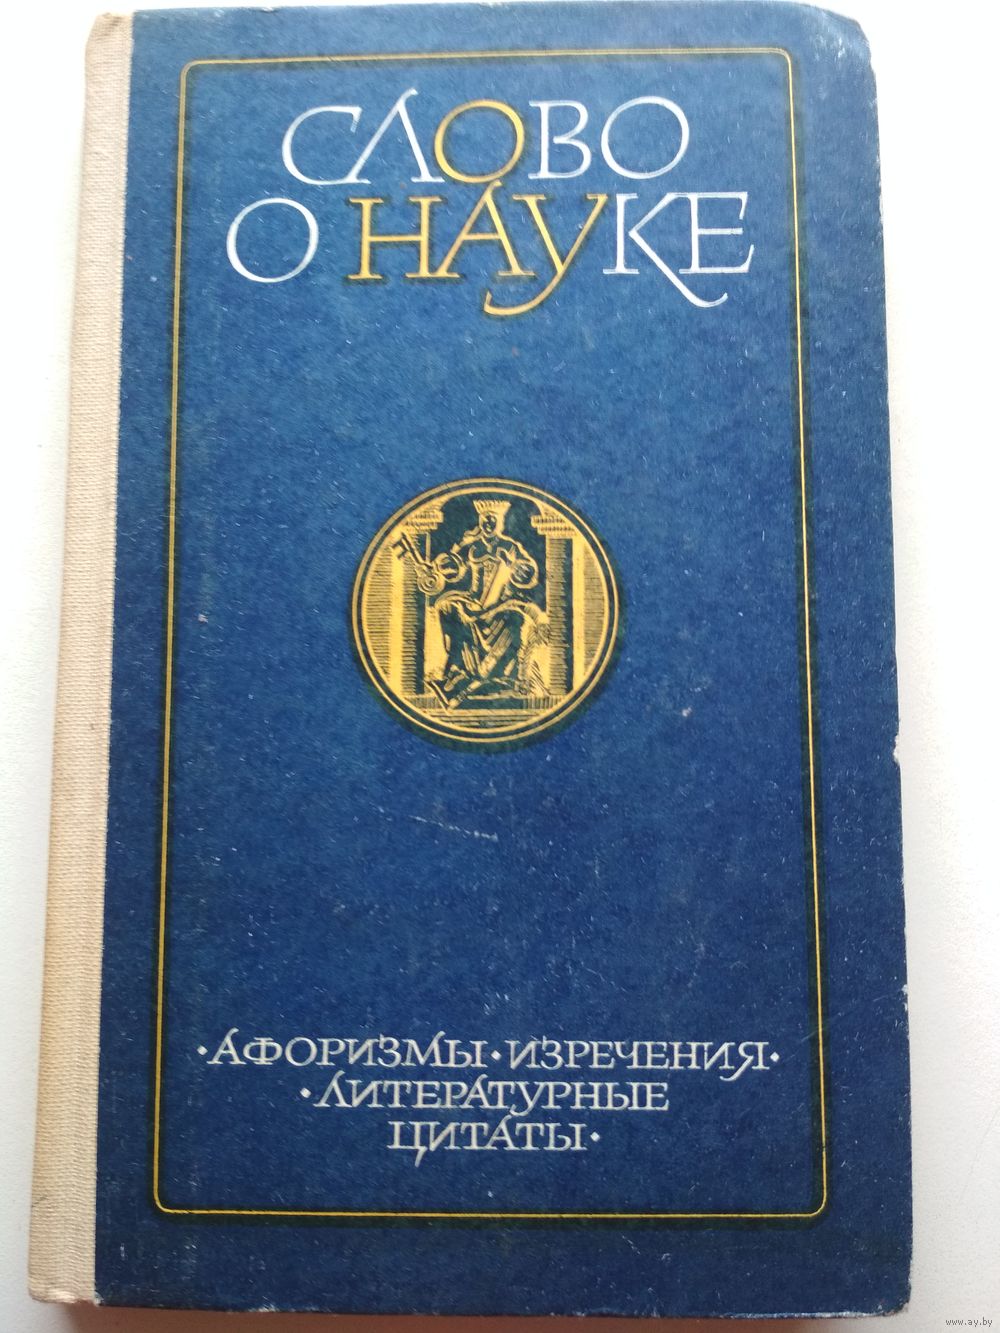 СЛОВО
О НАУКЕ
·АФОРИЗМЫ·ИЗРЕЧЕНИЯ·
·ЛИТЕРАТУРНЫЕ
ЦИТАТЫ·
www.ay.by